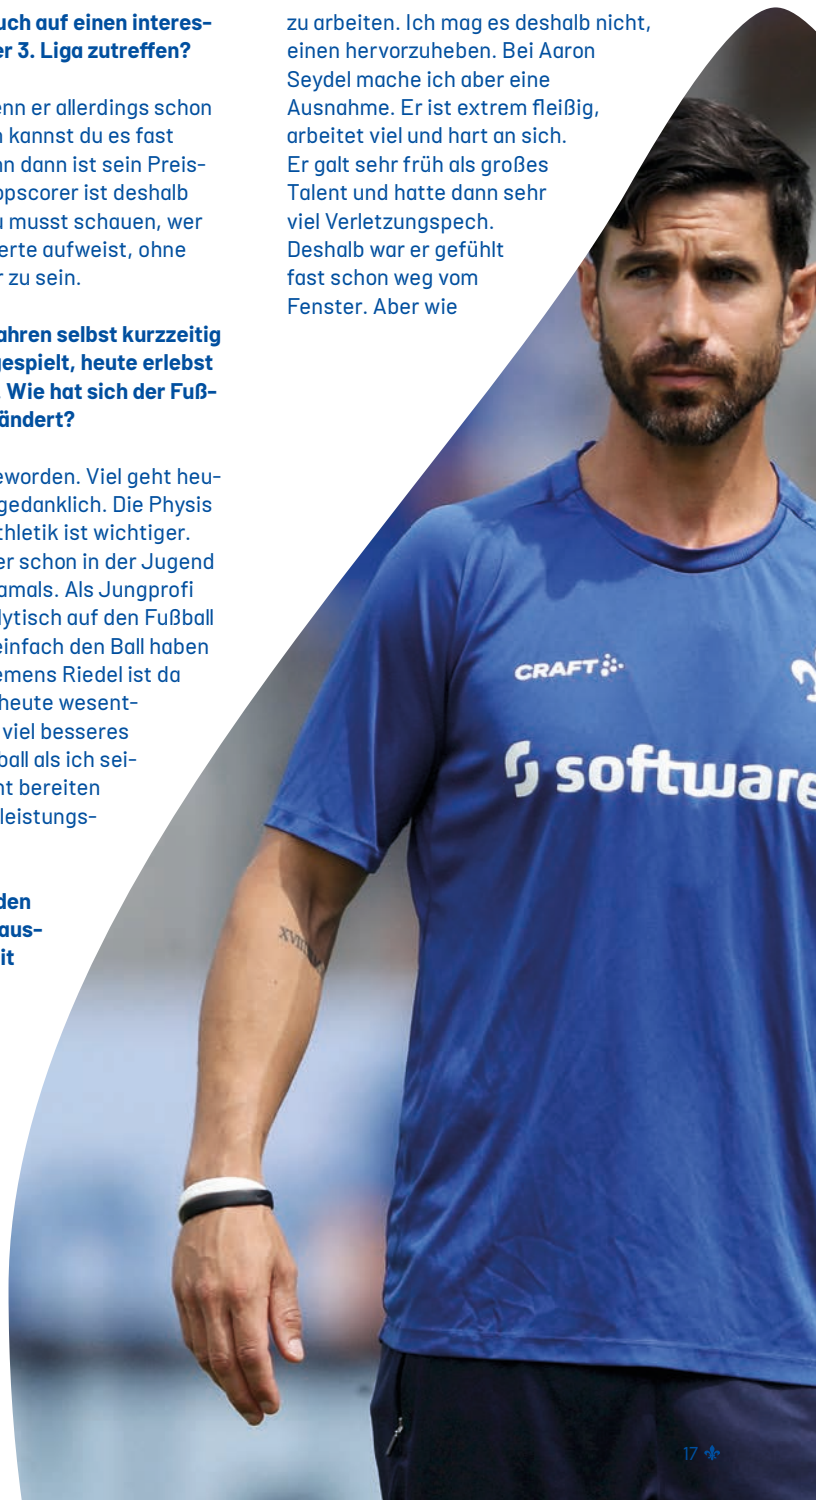 uch auf einen interes-
er 3. Liga zutreffen?
enn er allerdings schon
n kannst du es fast
nn dann ist sein Preis-
opscorer ist deshalb
u musst schauen, wer
erte aufweist, ohne
r zu sein.
ahren selbst kurzzeitig
gespielt, heute erlebst
. Wie hat sich der Fuß-
ändert?
eworden. Viel geht heu-
gedanklich. Die Physis
thletik ist wichtiger.
er schon in der Jugend
amals. Als Jungprofi
lytisch auf den Fußball
einfach den Ball haben
emens Riedel ist da
heute wesent-
viel besseres
ball als ich sei-
nt bereiten
leistungs-
den
aus-
it
zu arbeiten. Ich mag es deshalb nicht,
einen hervorzuheben. Bei Aaron
Seydel mache ich aber eine
Ausnahme. Er ist extrem fleißig,
arbeitet viel und hart an sich.
Er galt sehr früh als großes
Talent und hatte dann sehr
viel Verletzungspech.
Deshalb war er gefühlt
fast schon weg vom
Fenster. Aber wie
CRAFT
software
17